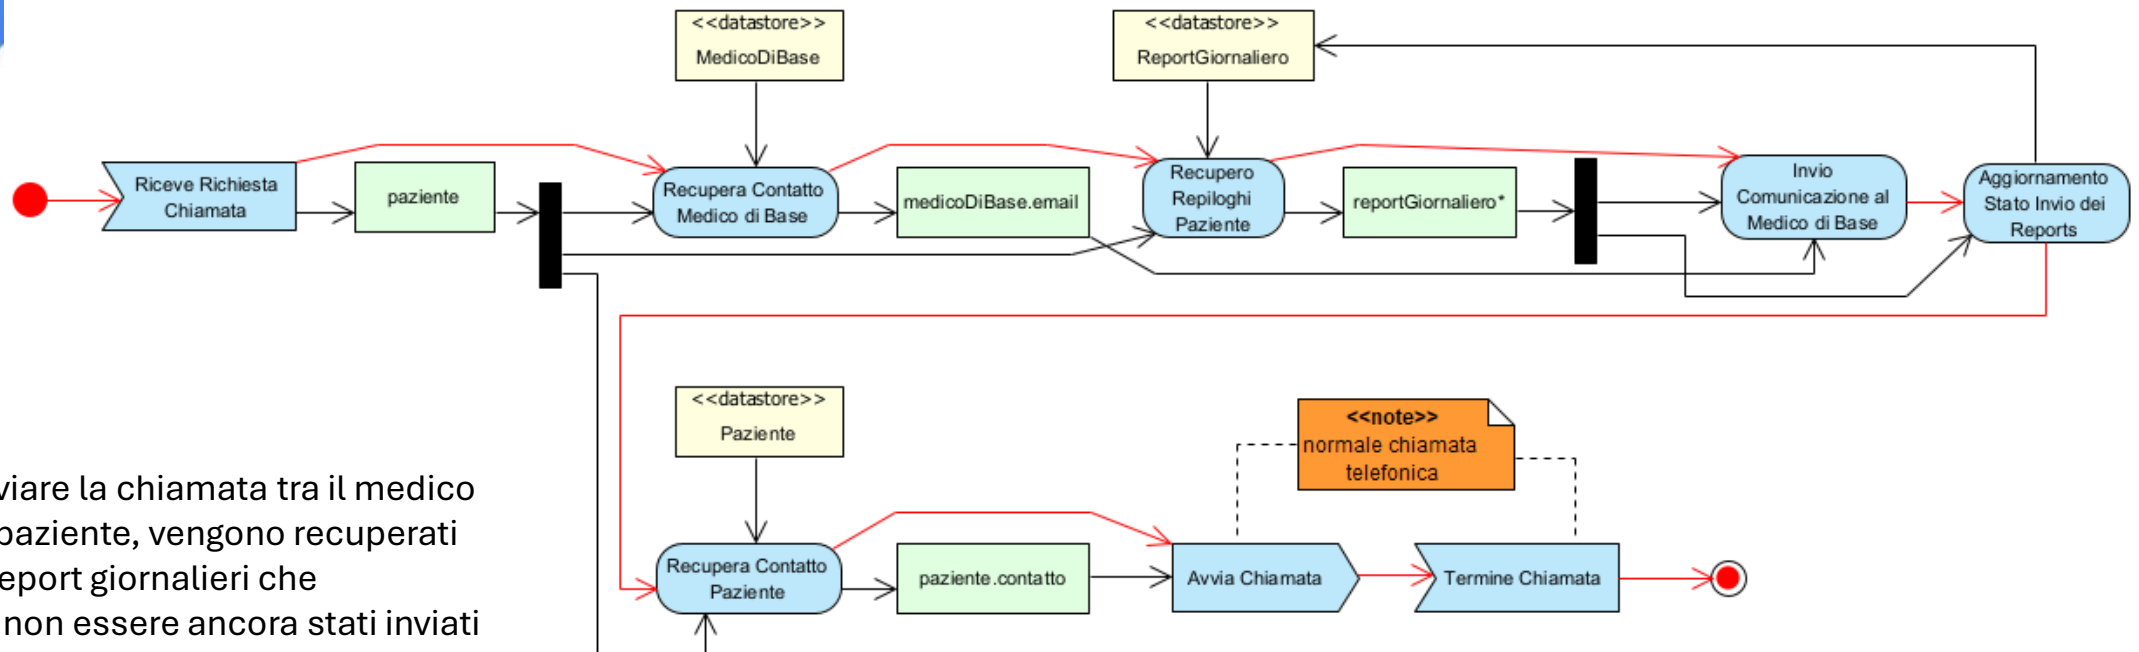 <<datastore>>
MedicoDiBase
<<datastore>>
ReportGiornaliero
Riceve Richiesta
Chiamata
paziente
Recupera Contatto
Medico di Base
medicoDiBase.email
Recupero
Repiloghi
Paziente
reportGiornaliero*
Invio
Comunicazione al
Medico di Base
Aggiornamento
Stato Invio dei
Reports
<<datastore>>
Paziente
<<note>>
normale chiamata
telefonica
viare la chiamata tra il medico
paziente, vengono recuperati
eport giornalieri che
non essere ancora stati inviati
Recupera Contatto
Paziente
paziente.contatto
Avvia Chiamata
Termine Chiamata